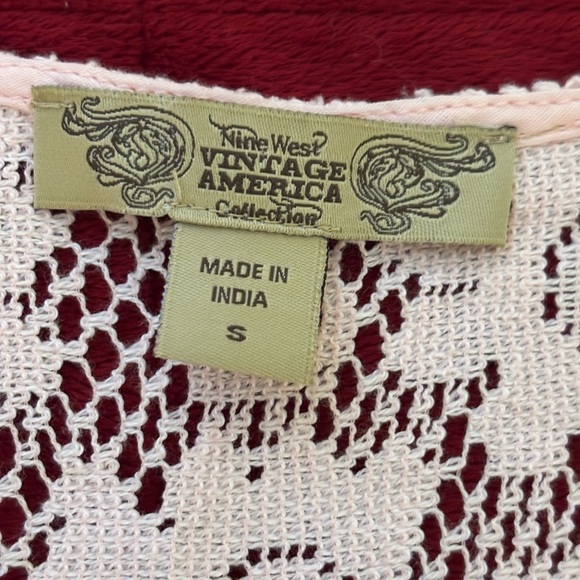 Nine West
VINTAGE
AMERICA
Collection
MADE IN
INDIA
S